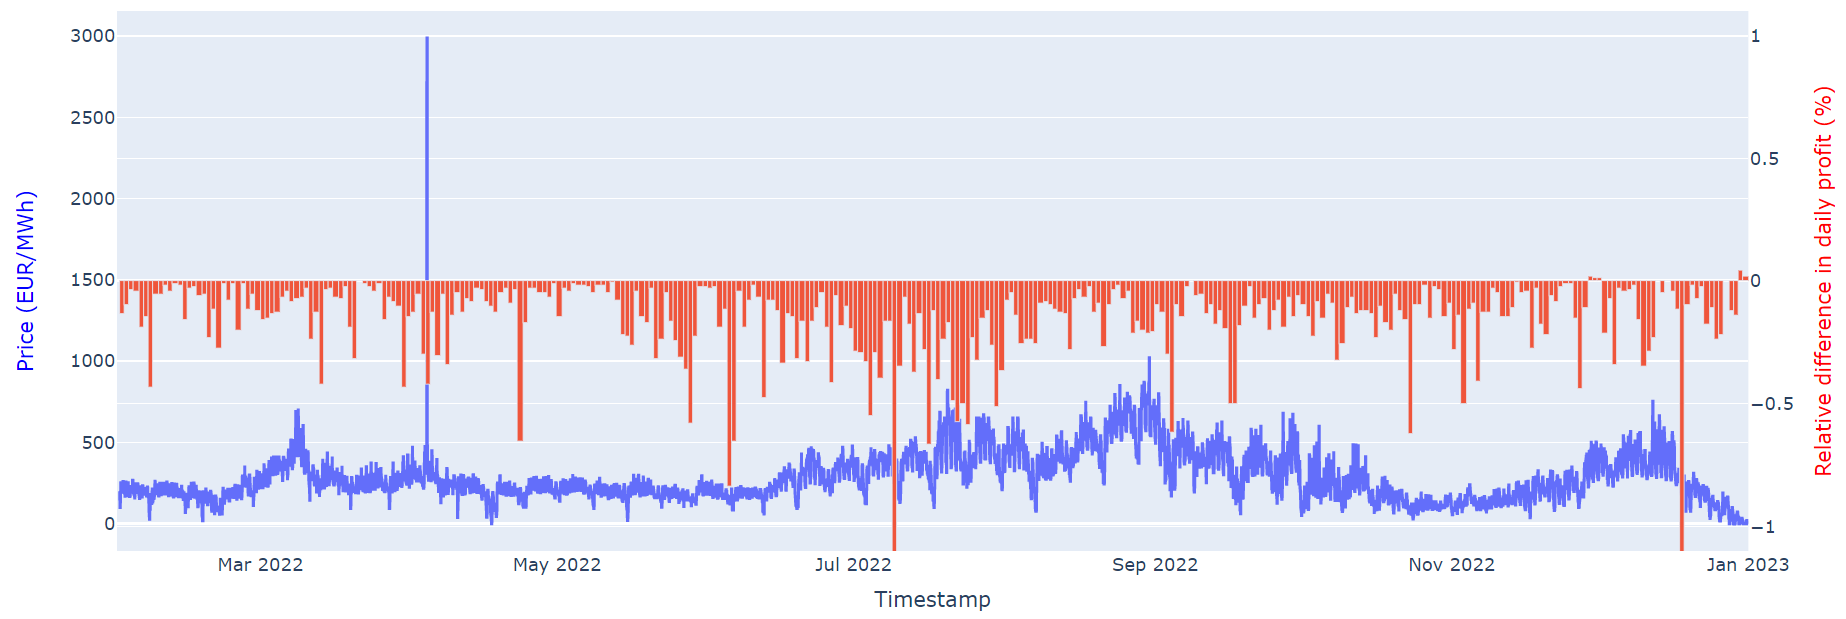 Price (EUR/MWh)
3000
2500
2000
1500
1000
500
0
1
0.5
0
−0.5
−1
Relative difference in daily profit (%)
Mar 2022
May 2022
Jul 2022
Sep 2022
Nov 2022
Jan 2023
Timestamp